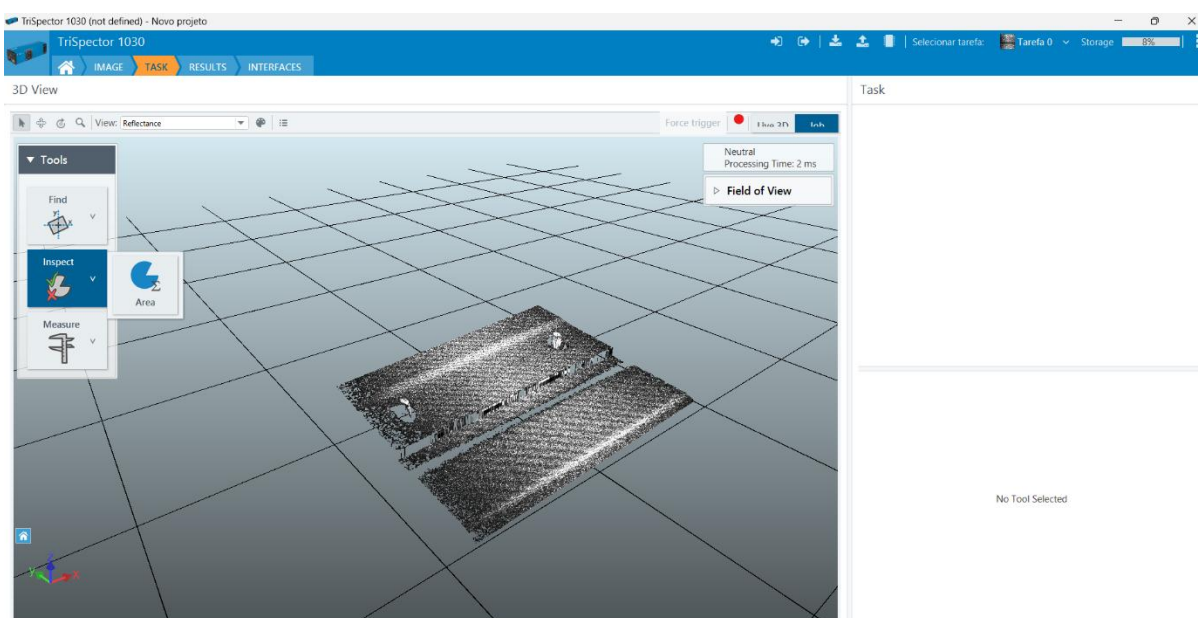 TriSpector 1030 (not defined) - Novo projeto
TriSpector 1030
Selecionar tarefa: Tarefa 0 Storage 8%
IMAGE TASK RESULTS INTERFACES
3D View
Task
View: Reflectance
Force trigger Live 3D Job
Tools
Neutral
Processing Time: 2 ms
Field of View
Find
y x
Inspect
Area
Measure
No Tool Selected
Z
Y X